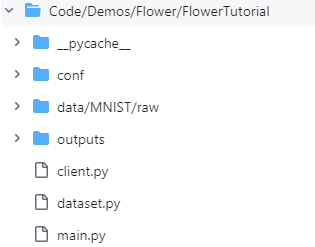 Code/Demos/Flower/FlowerTutorial
__pycache__
conf
data/MNIST/raw
outputs
client.py
dataset.py
main.py